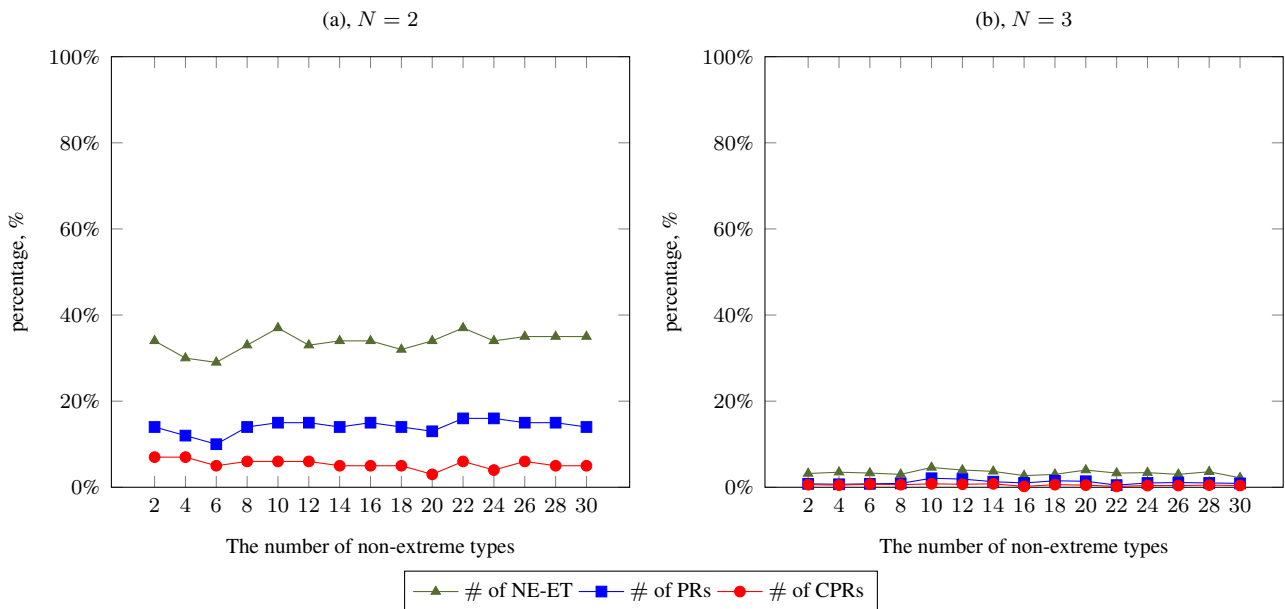 (a), N = 2
100%
80%
60%
40%
20%
0%
percentage, %
2 4 6 8 10 12 14 16 18 20 22 24 26 28 30
The number of non-extreme types
(b), N = 3
100%
80%
60%
40%
20%
0%
percentage, %
2 4 6 8 10 12 14 16 18 20 22 24 26 28 30
The number of non-extreme types
# of NE-ET # of PRs # of CPRs